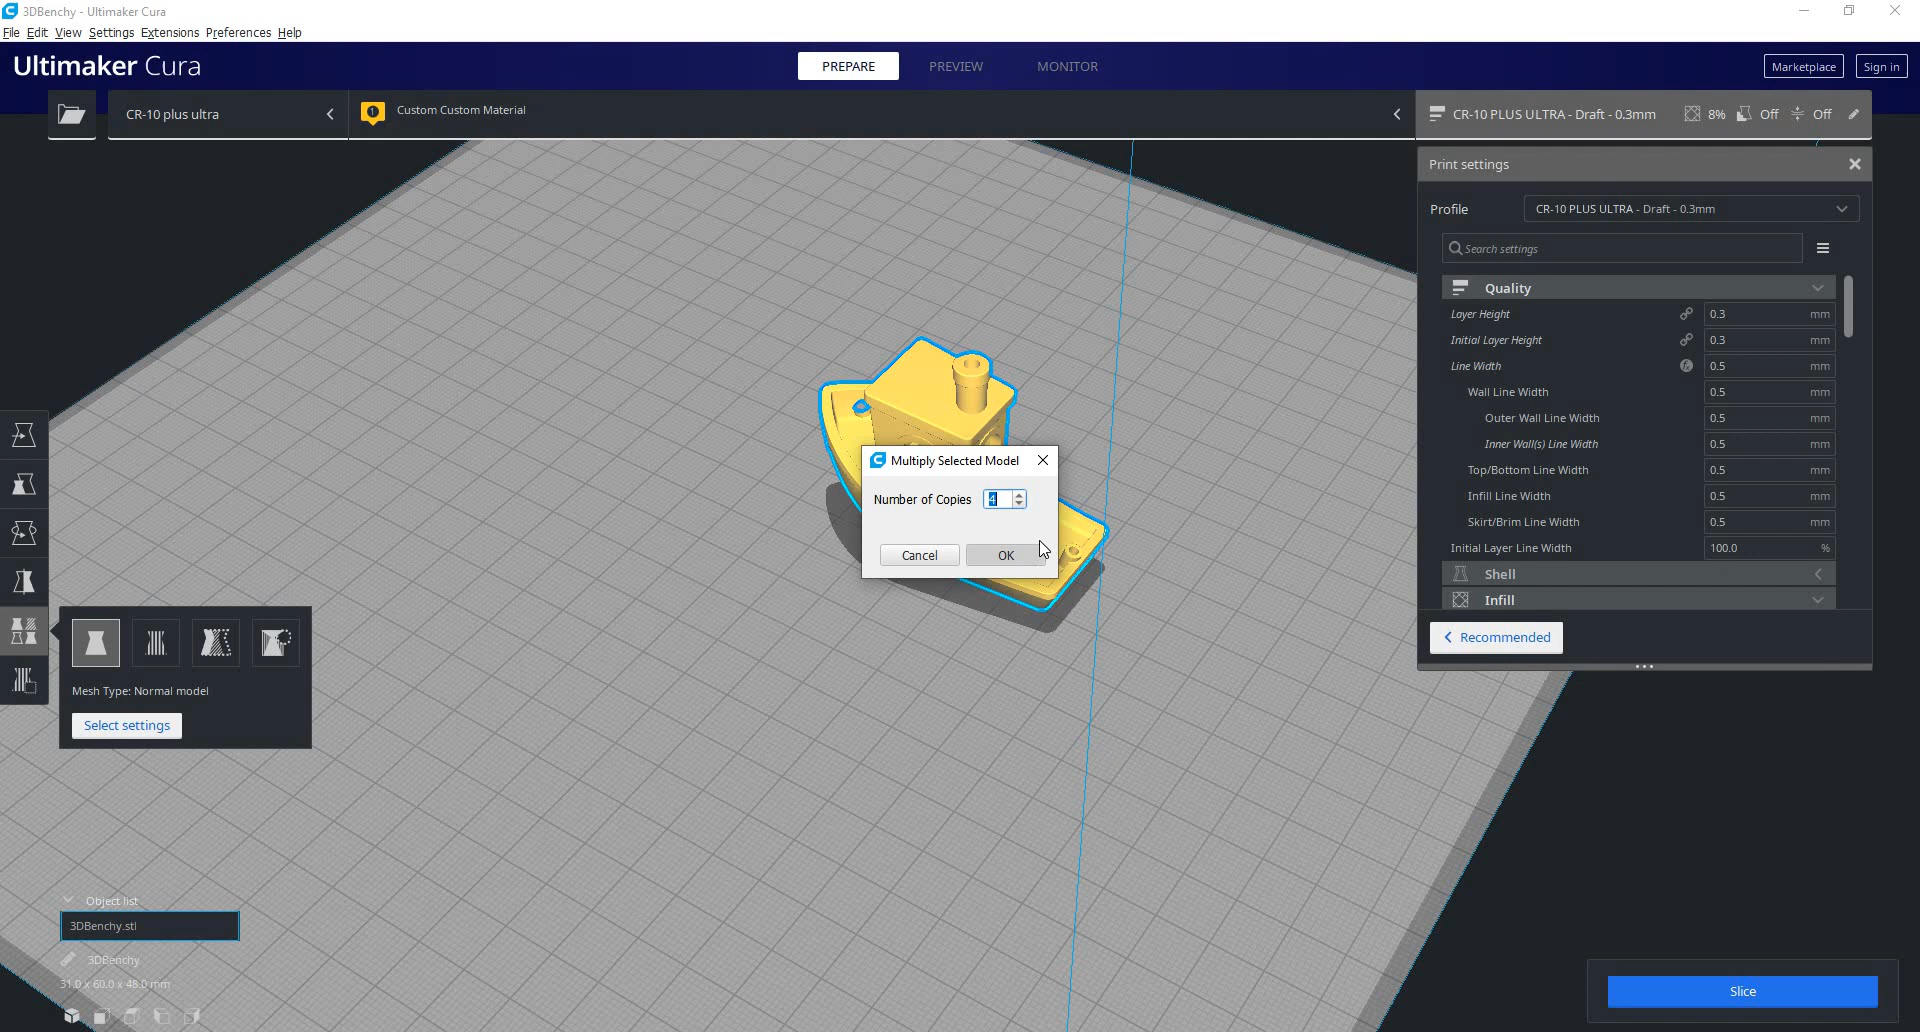 3DBenchy - Ultimaker Cura
File Edit View Settings Extensions Preferences Help
Ultimaker Cura
PREPARE
PREVIEW
MONITOR
Marketplace
Sign in
CR-10 plus ultra
1
Custom Custom Material
CR-10 PLUS ULTRA - Draft - 0.3mm
8%
Off
Off
Print settings
Profile
CR-10 PLUS ULTRA - Draft - 0.3mm
Search settings
Quality
Layer Height 0.3 mm
Initial Layer Height 0.3 mm
Line Width 0.5 mm
Wall Line Width 0.5 mm
Outer Wall Line Width 0.5 mm
Inner Wall(s) Line Width 0.5 mm
Top/Bottom Line Width 0.5 mm
Infill Line Width 0.5 mm
Skirt/Brim Line Width 0.5 mm
Initial Layer Line Width 100.0 %
Shell
Infill
Recommended
Multiply Selected Model
Number of Copies 4
Cancel
OK
Mesh Type: Normal model
Select settings
Object list
3DBenchy.stl
3DBenchy
31.0 x 60.0 x 48.0 mm
Slice